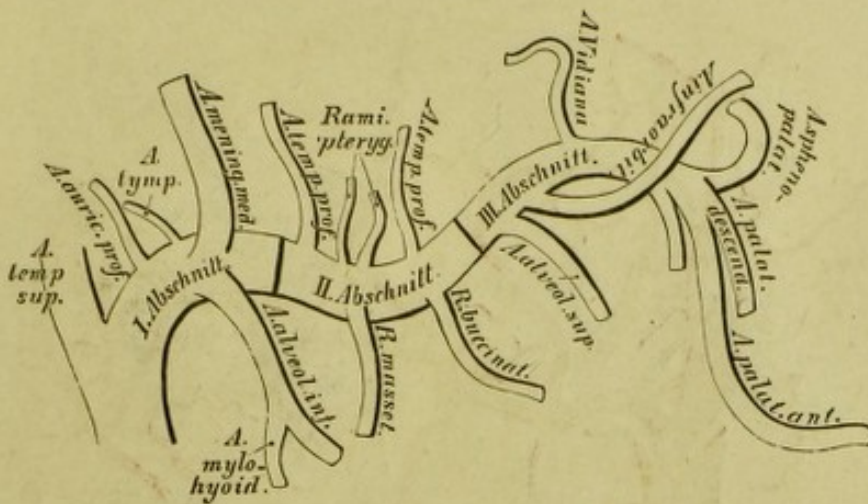 A. auric. prof.
A.
tymp.
A. mening. med.
A. temp. prof.
Rami.
pteryg.
A. temp. prof.
A. Vidiana
A. infraorbit.
A. spheno-
palat.
A.
temp
sup.
I. Abschnitt.
II. Abschnitt.
III. Abschnitt.
A. palat.
descend.
A. alveol. sup.
R. buccinat.
R. masset.
A. alveol. inf.
A. palat. ant.
A.
mylo-
hyoid.